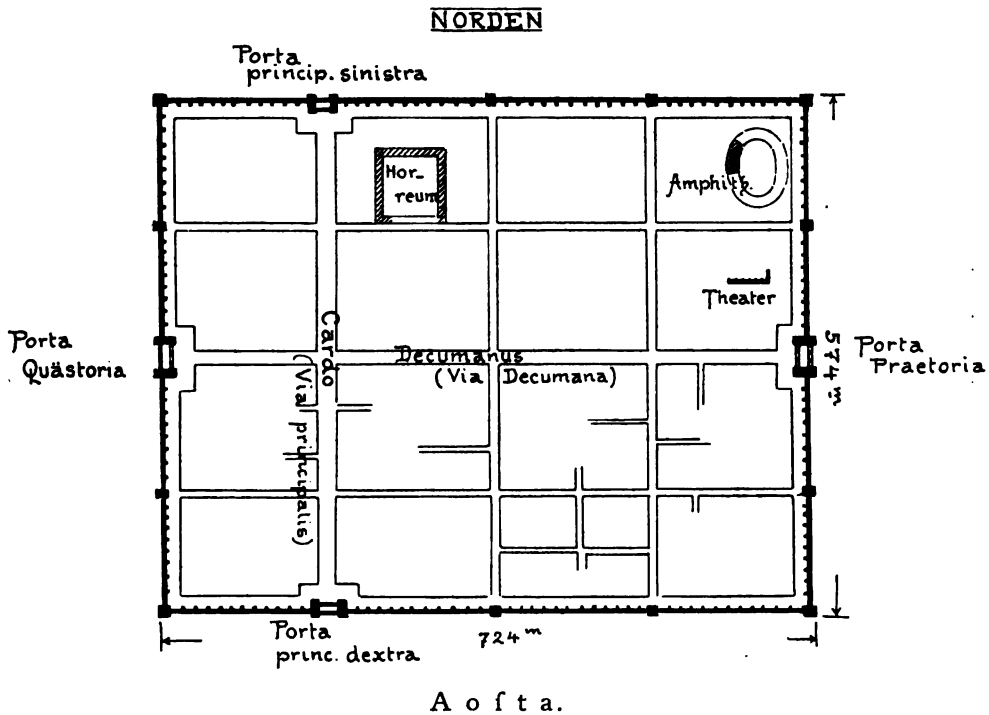 NORDEN
Porta
princip. sinistra
Hor_
reum
Amphith.
Theater
Porta
Quästoria
Cardo
(Via principalis)
Decumanus
(Via Decumana)
574 m
Porta
Praetoria
Porta
princ. dextra
724 m
Aoſta.